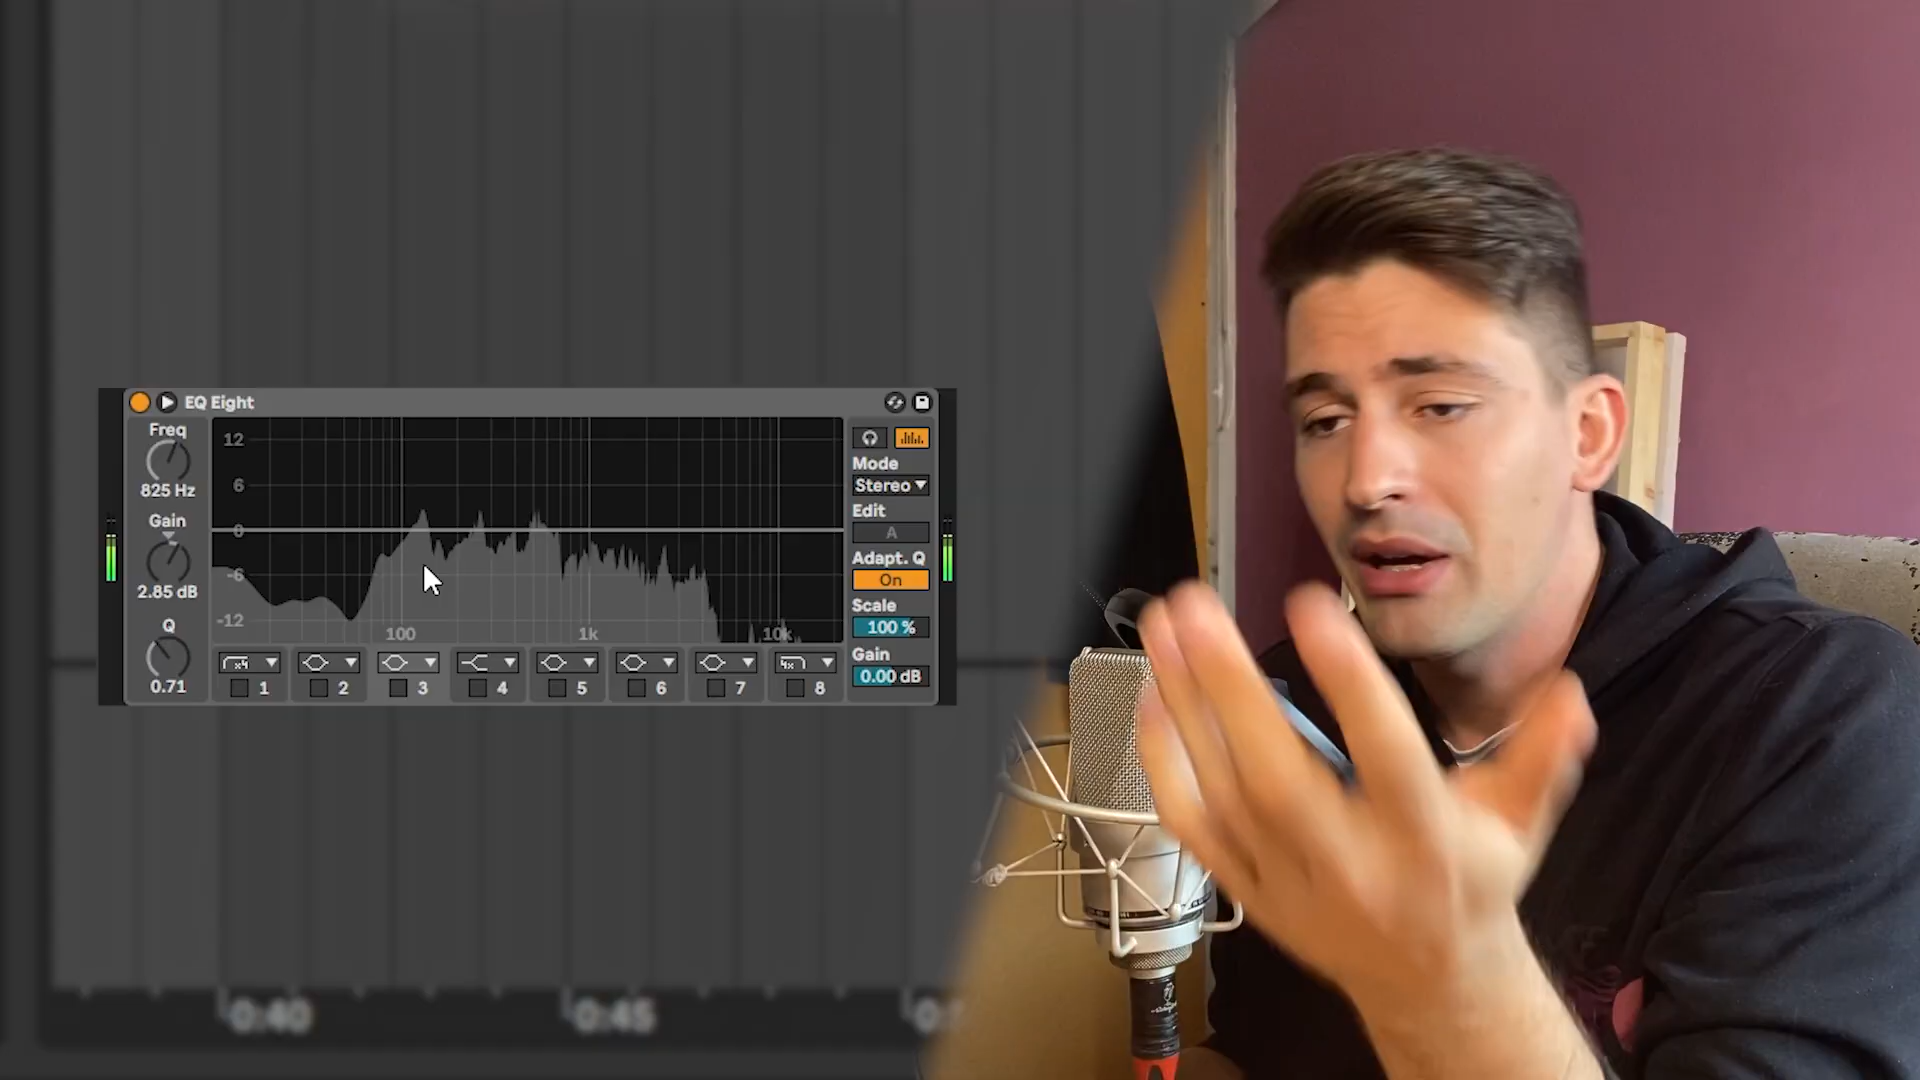 EQ Eight
Freq
825 Hz
Gain
2.85 dB
Q
0.71
12
6
0
-6
-12
100
1k
10k
x4
1
2
3
4
5
6
7
4x
8
Mode
Stereo
Edit
A
Adapt. Q
On
Scale
100 %
Gain
0.00 dB
0:40
0:45